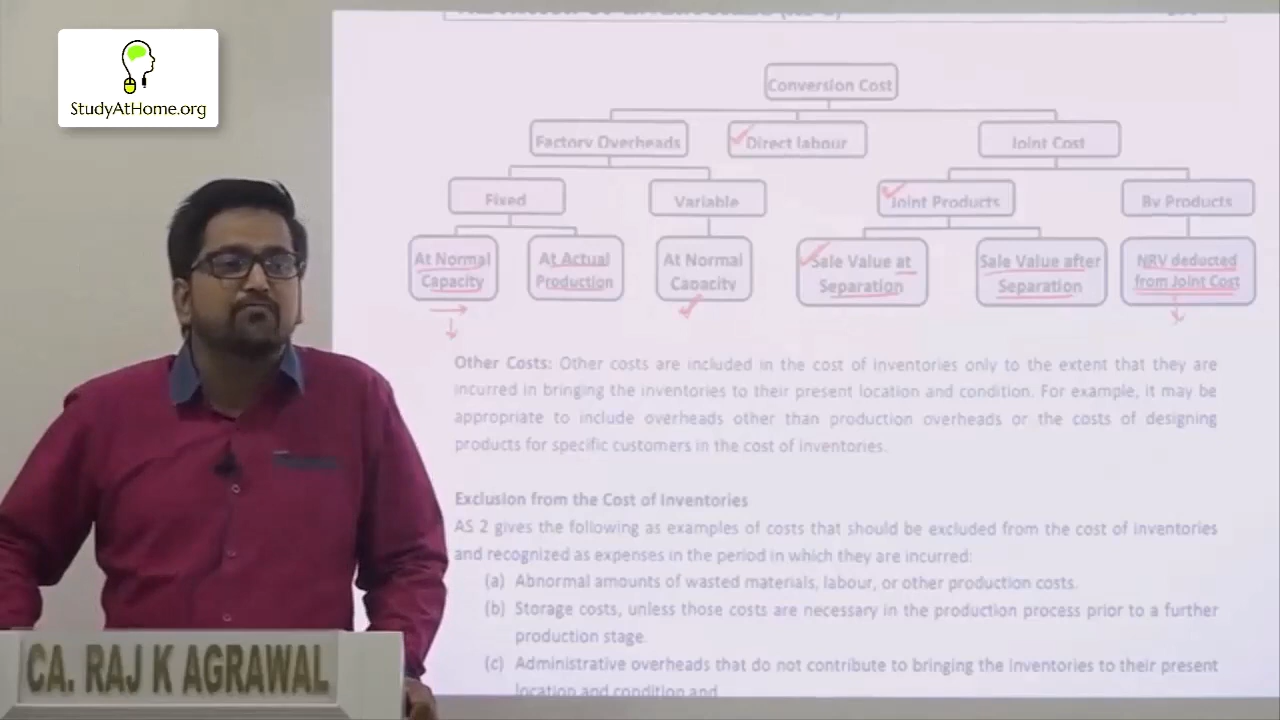 StudyAtHome.org
Conversion Cost
Factory Overheads
Direct labour
Joint Cost
Fixed
Variable
Joint Products
By Products
At Normal
Capacity
At Actual
Production
At Normal
Capacity
Sale Value at
Separation
Sale Value after
Separation
NRV deducted
from Joint Cost
Other Costs: Other costs are included in the cost of inventories only to the extent that they are
incurred in bringing the inventories to their present location and condition. For example, it may be
appropriate to include overheads other than production overheads or the costs of designing
products for specific customers in the cost of inventories.
Exclusion from the Cost of Inventories
AS 2 gives the following as examples of costs that should be excluded from the cost of inventories
and recognized as expenses in the period in which they are incurred:
(a) Abnormal amounts of wasted materials, labour, or other production costs.
(b) Storage costs, unless those costs are necessary in the production process prior to a further
production stage.
(c) Administrative overheads that do not contribute to bringing the inventories to their present
location and condition and
CA. RAJ K AGRAWAL